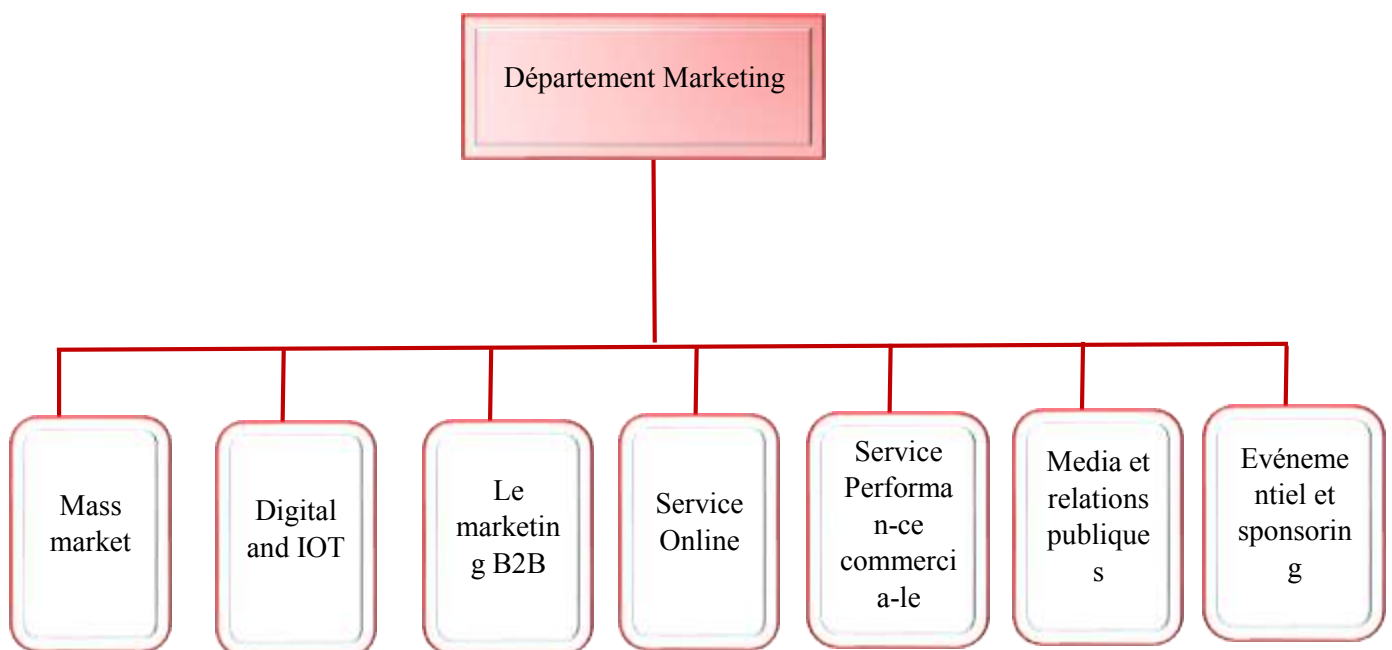 Département Marketing
Mass
market
Digital
and IOT
Le
marketin
g B2B
Service
Online
Service
Performa
n-ce
commerci
a-le
Media et
relations
publique
s
Evéneme
ntiel et
sponsorin
g